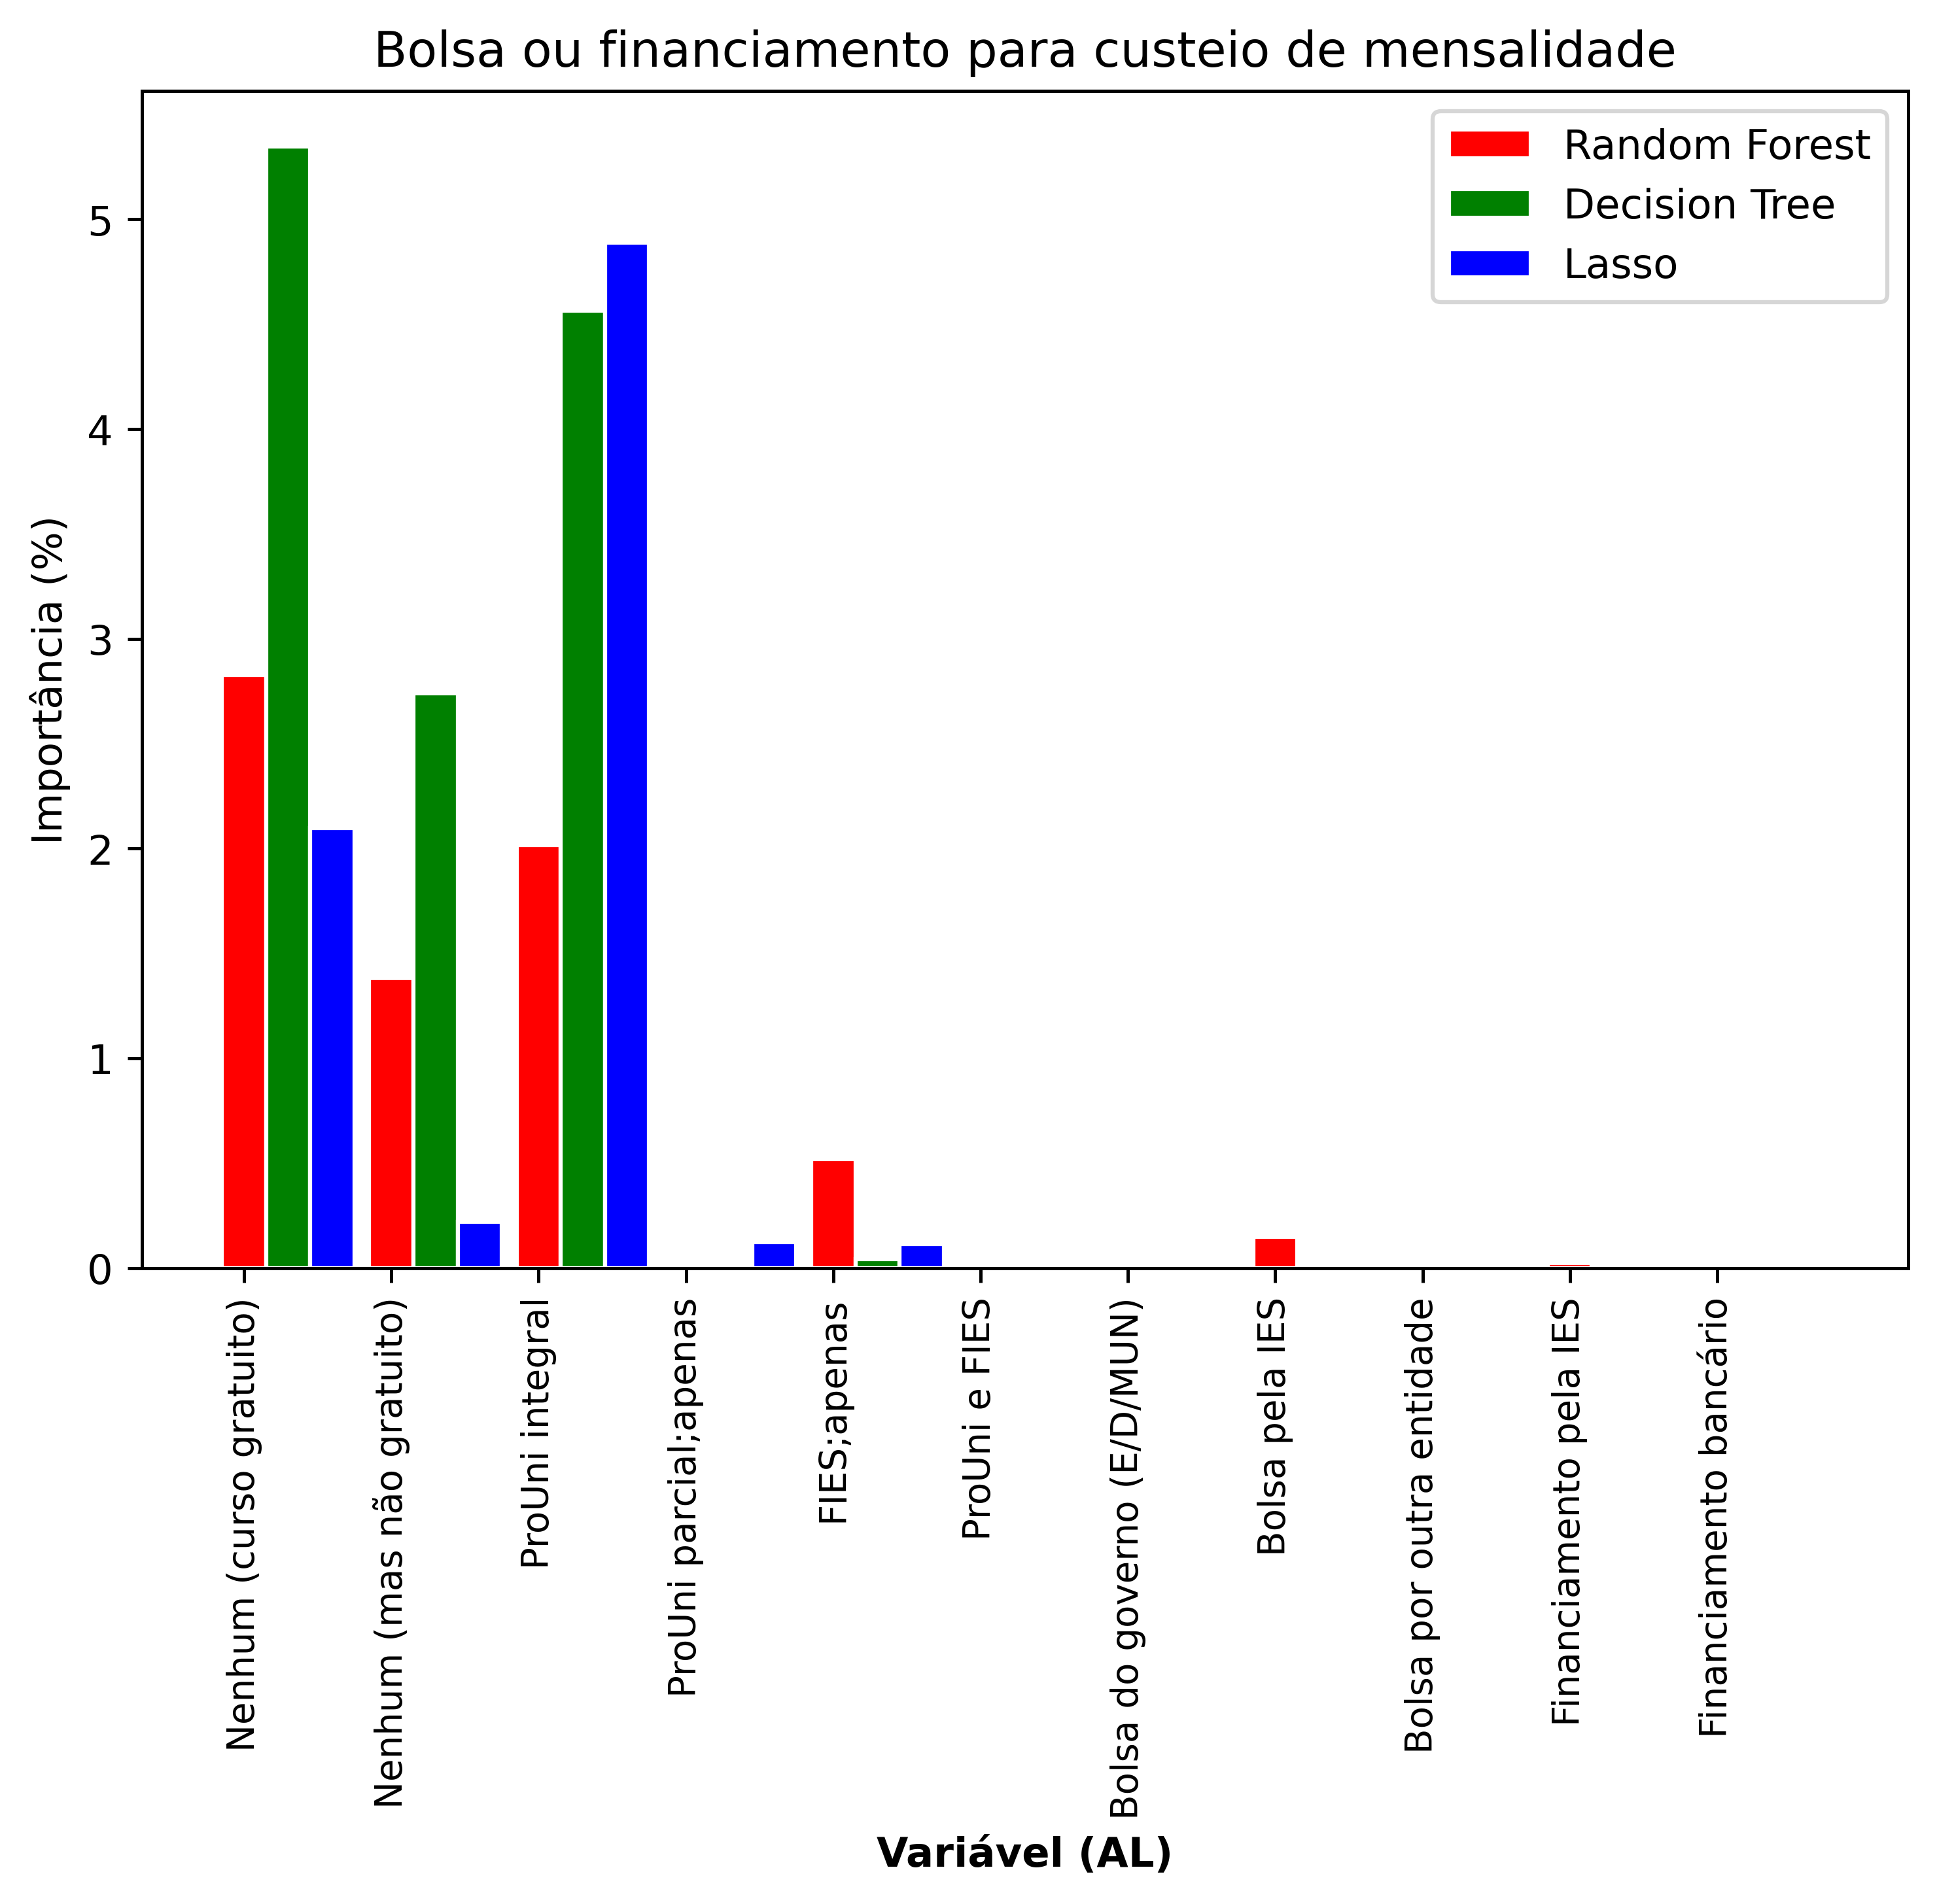 Bolsa ou financiamento para custeio de mensalidade
Random Forest
Decision Tree
Lasso
Importância (%)
5
4
3
2
1
0
Nenhum (curso gratuito)
Nenhum (mas não gratuito)
ProUni integral
ProUni parcial;apenas
FIES;apenas
ProUni e FIES
Bolsa do governo (E/D/MUN)
Bolsa pela IES
Bolsa por outra entidade
Financiamento pela IES
Financiamento bancário
Variável (AL)